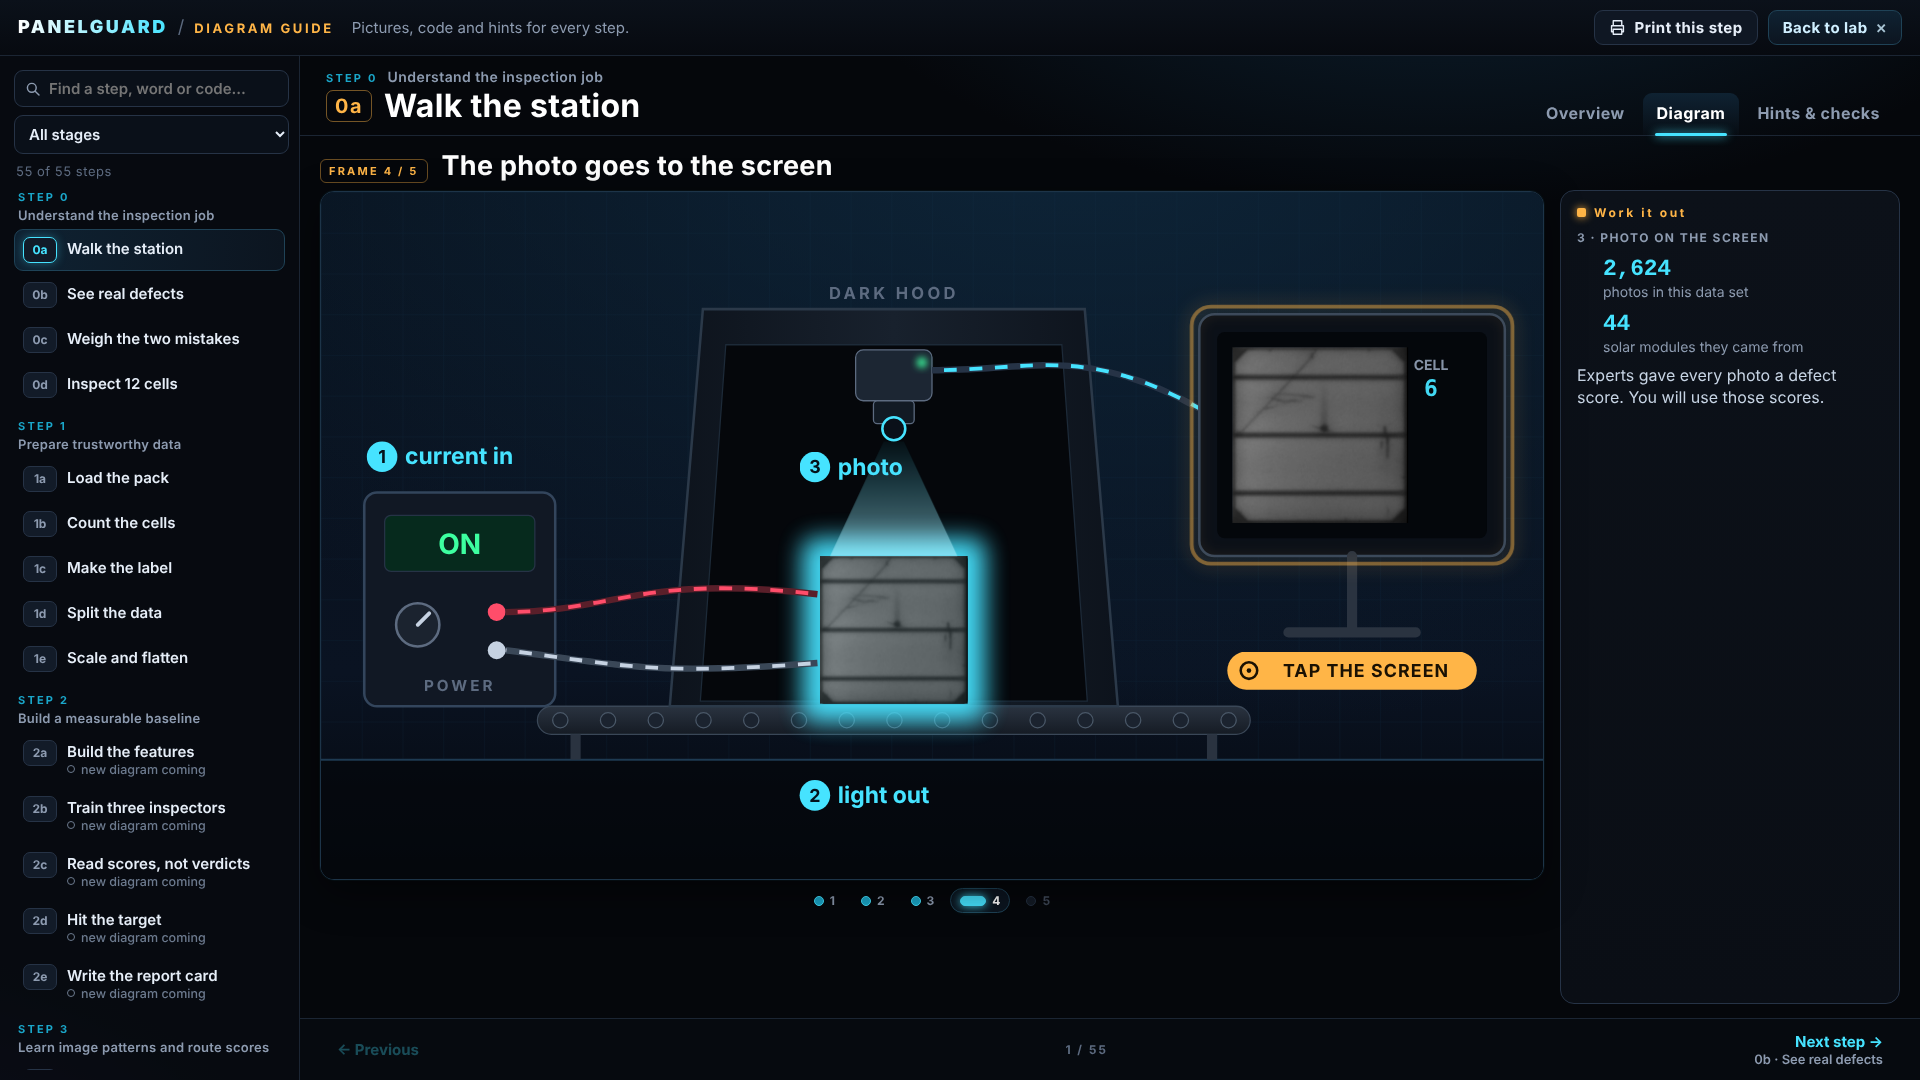 PANELGUARD / DIAGRAM GUIDE Pictures, code and hints for every step.
Print this step
Back to lab ×
Find a step, word or code...
All stages
55 of 55 steps
STEP 0
Understand the inspection job
0a Walk the station
0b See real defects
0c Weigh the two mistakes
0d Inspect 12 cells
STEP 1
Prepare trustworthy data
1a Load the pack
1b Count the cells
1c Make the label
1d Split the data
1e Scale and flatten
STEP 2
Build a measurable baseline
2a Build the features
new diagram coming
2b Train three inspectors
new diagram coming
2c Read scores, not verdicts
new diagram coming
2d Hit the target
new diagram coming
2e Write the report card
new diagram coming
STEP 3
Learn image patterns and route scores
STEP 0 Understand the inspection job
0a Walk the station
Overview
Diagram
Hints & checks
FRAME 4 / 5 The photo goes to the screen
DARK HOOD
CELL
6
1 current in
3 photo
ON
POWER
TAP THE SCREEN
2 light out
1 2 3 4 5
Work it out
3 · PHOTO ON THE SCREEN
2,624
photos in this data set
44
solar modules they came from
Experts gave every photo a defect
score. You will use those scores.
← Previous
1 / 55
Next step →
0b · See real defects